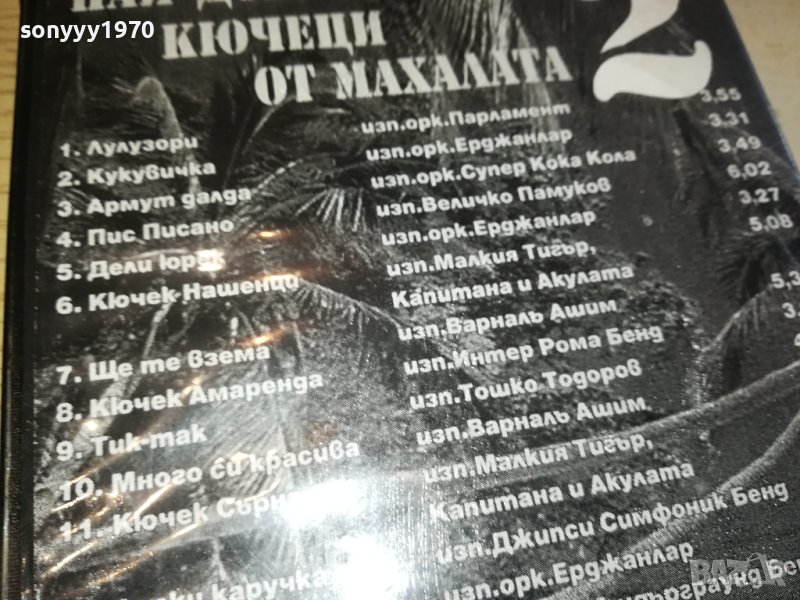 sonyyy1970
КЮЧЕЦИ 2
ОТ МАХАЛАТА
1. Лулузори изп.орк.Парламент 3,55
2. Кукувичка изп.орк.Ерджанлар 3,31
3. Армут далда изп.орк.Супер Кока Кола 3,49
4. Пис Писано изп.Величко Памуков 6,02
5. Дели юрек изп.орк.Ерджанлар 3,27
6. Кючек Нашенци изп.Малкия Тигър, 5,08
Капитана и Акулата
7. Ще те взема изп.Варналъ Ашим
8. Кючек Амаренда изп.Интер Рома Бенд
9. Тик-так изп.Тошко Тодоров
10. Много си красива изп.Варналъ Ашим
11. Кючек изп.Малкия Тигър,
Капитана и Акулата
изп.Джипси Симфоник Бенд
каручка изп.орк.Ерджанлар